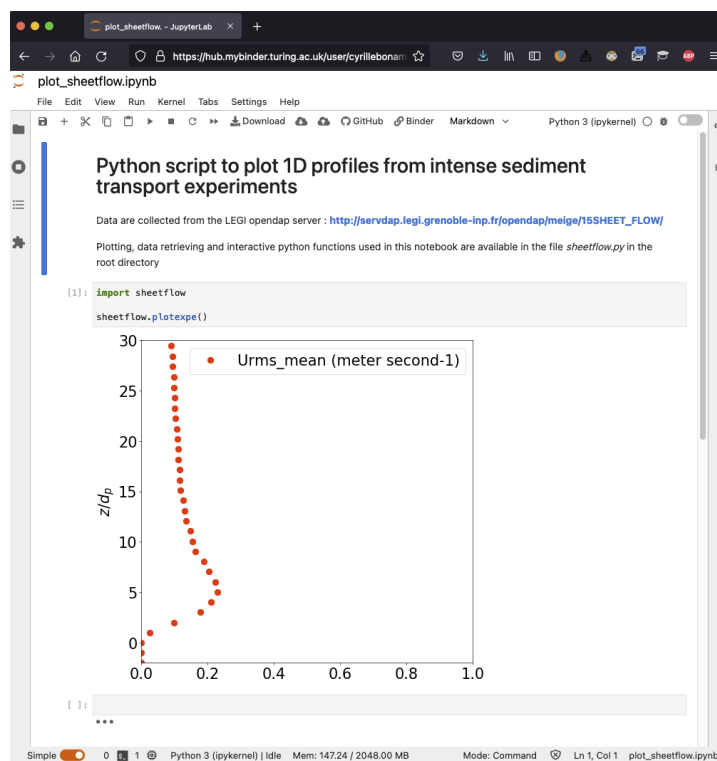 plot_sheetflow. - JupyterLab
https://hub.mybinder.turing.ac.uk/user/cyrillebonam
66
ABP
plot_sheetflow.ipynb
File Edit View Run Kernel Tabs Settings Help
Download GitHub Binder Markdown Python 3 (ipykernel)
Python script to plot 1D profiles from intense sediment
transport experiments
Data are collected from the LEGI opendap server : http://servdap.legi.grenoble-inp.fr/opendap/meige/15SHEET_FLOW/
Plotting, data retrieving and interactive python functions used in this notebook are available in the file sheetflow.py in the
root directory
[1]: import sheetflow
sheetflow.plotexpe()
30
Urms_mean (meter second-1)
25
20
z/dp
15
10
5
0
0.0 0.2 0.4 0.6 0.8 1.0
[ ]:
Simple 0 1 Python 3 (ipykernel) | Idle Mem: 147.24 / 2048.00 MB Mode: Command Ln 1, Col 1 plot_sheetflow.ipynb